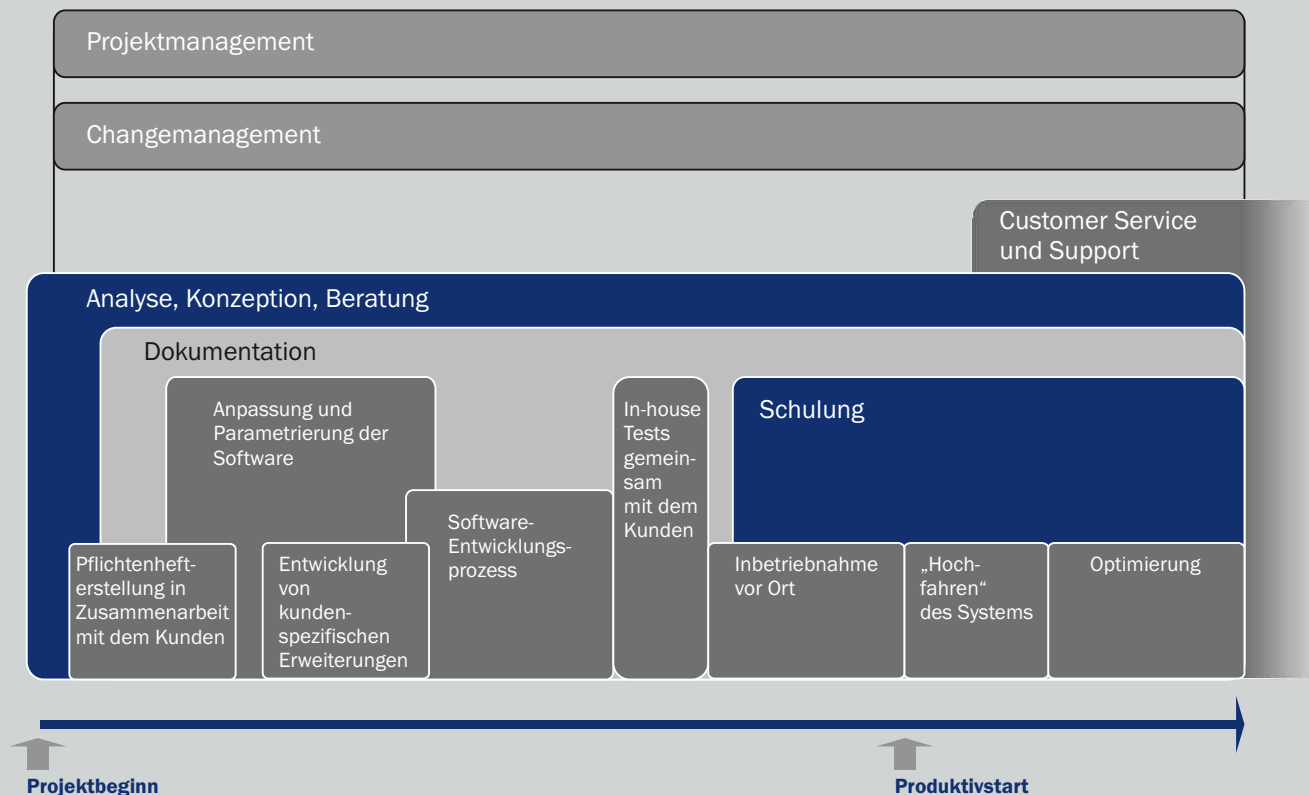 Projektmanagement
Changemanagement
Customer Service
und Support
Analyse, Konzeption, Beratung
Dokumentation
Anpassung und
Parametrierung der
Software
In-house
Tests
gemein-
sam
mit dem
Kunden
Schulung
Software-
Entwicklungs-
prozess
Pflichtenheft-
erstellung in
Zusammenarbeit
mit dem Kunden
Entwicklung
von
kunden-
spezifischen
Erweiterungen
Inbetriebnahme
vor Ort
„Hoch-
fahren“
des Systems
Optimierung
Projektbeginn
Produktivstart